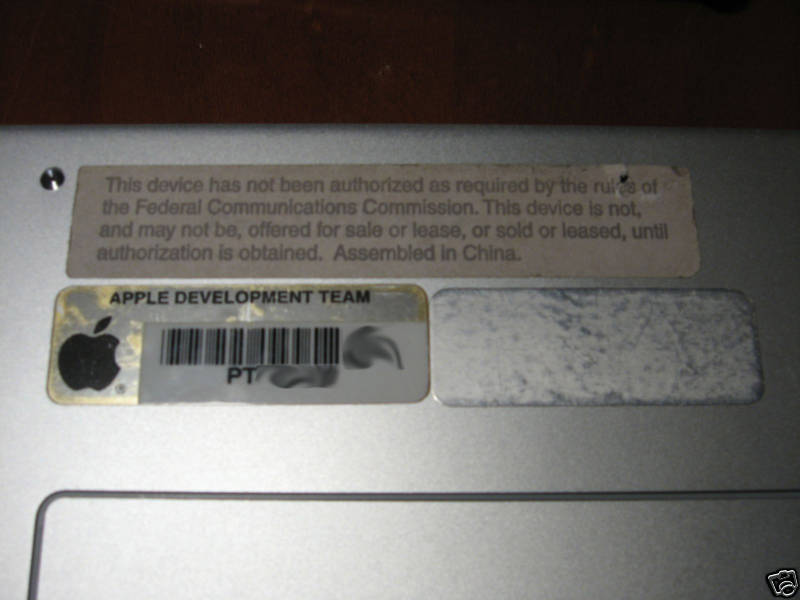 This device has not been authorized as required by the rules of
the Federal Communications Commission. This device is not,
and may not be, offered for sale or lease, or sold or leased, until
authorization is obtained. Assembled in China.
APPLE DEVELOPMENT TEAM
®
PT